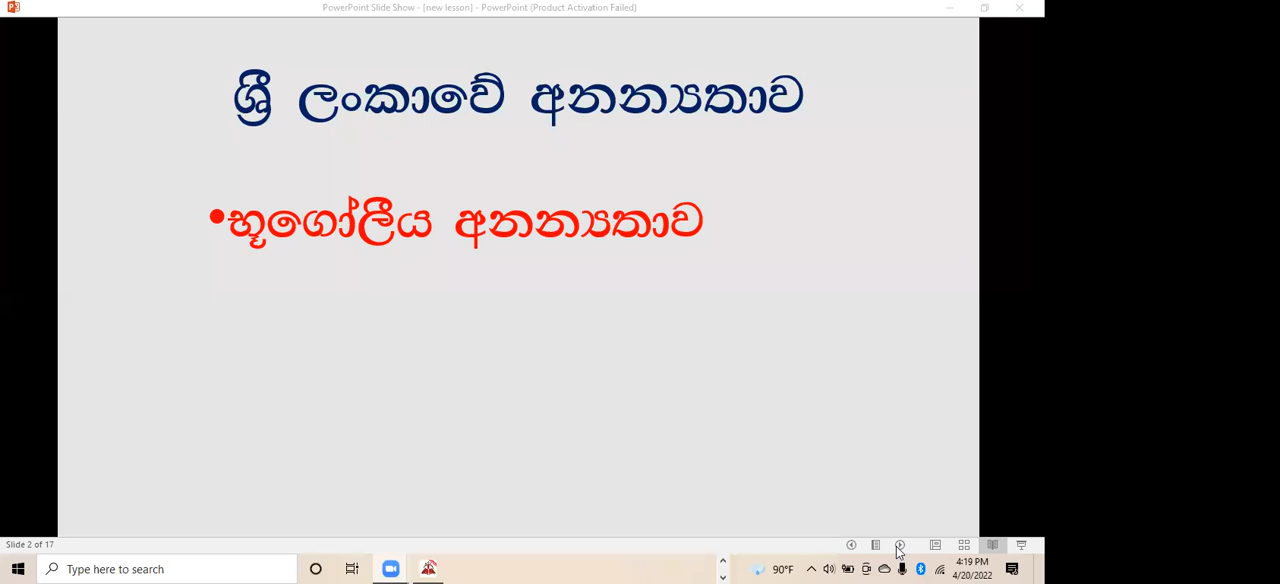 PowerPoint Slide Show - [new lesson] - PowerPoint (Product Activation Failed)
ශ්‍රී ලංකාවේ අනන්‍යතාව
•භූගෝලීය අනන්‍යතාව
Slide 2 of 17
Type here to search
90°F
4:19 PM
4/20/2022